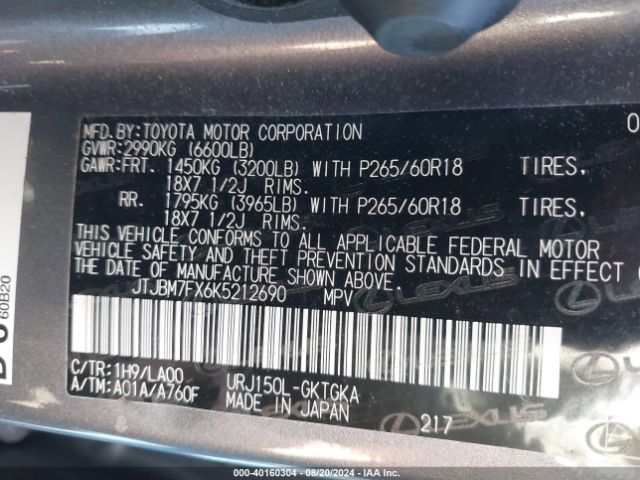 MFD. BY:TOYOTA MOTOR CORPORATION 0
GVWR:2990KG (6600LB)
GAWR:FRT. 1450KG (3200LB) WITH P265/60R18 TIRES,
18X7 1/2J RIMS.
RR. 1795KG (3965LB) WITH P265/60R18 TIRES,
18X7 1/2J RIMS.
THIS VEHICLE CONFORMS TO ALL APPLICABLE FEDERAL MOTOR
VEHICLE SAFETY AND THEFT PREVENTION STANDARDS IN EFFECT O
THE DATE OF MANUFACTURE SHOWN ABOVE.
JTJBM7FX6K5212690 MPV
C/TR:1H9/LA00 URJ150L-GKTGKA
A/TM:A01A/A760F MADE IN JAPAN 217
LEXUS
60B20
000-40160304 | 08/20/2024 | IAA Inc.